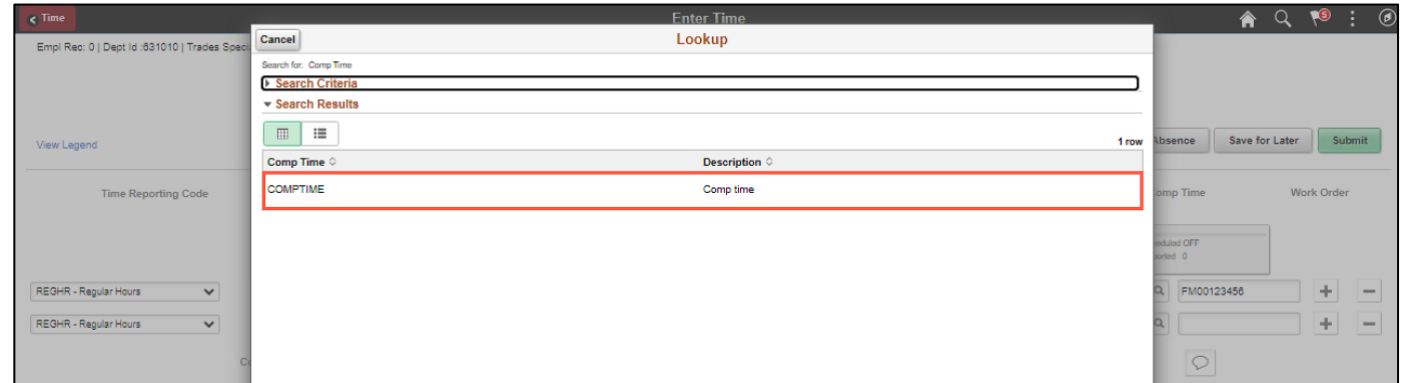 Time
Enter Time
5
Empl Rec: 0 | Dept Id :631010 | Trades Speci
Cancel
Lookup
Search for: Comp Time
Search Criteria
Search Results
1 row
View Legend
Absence
Save for Later
Submit
Comp Time
Description
COMPTIME
Comp time
Time Reporting Code
omp Time
Work Order
eduled OFF
ported 0
REGHR - Regular Hours
FM00123456
REGHR - Regular Hours
C